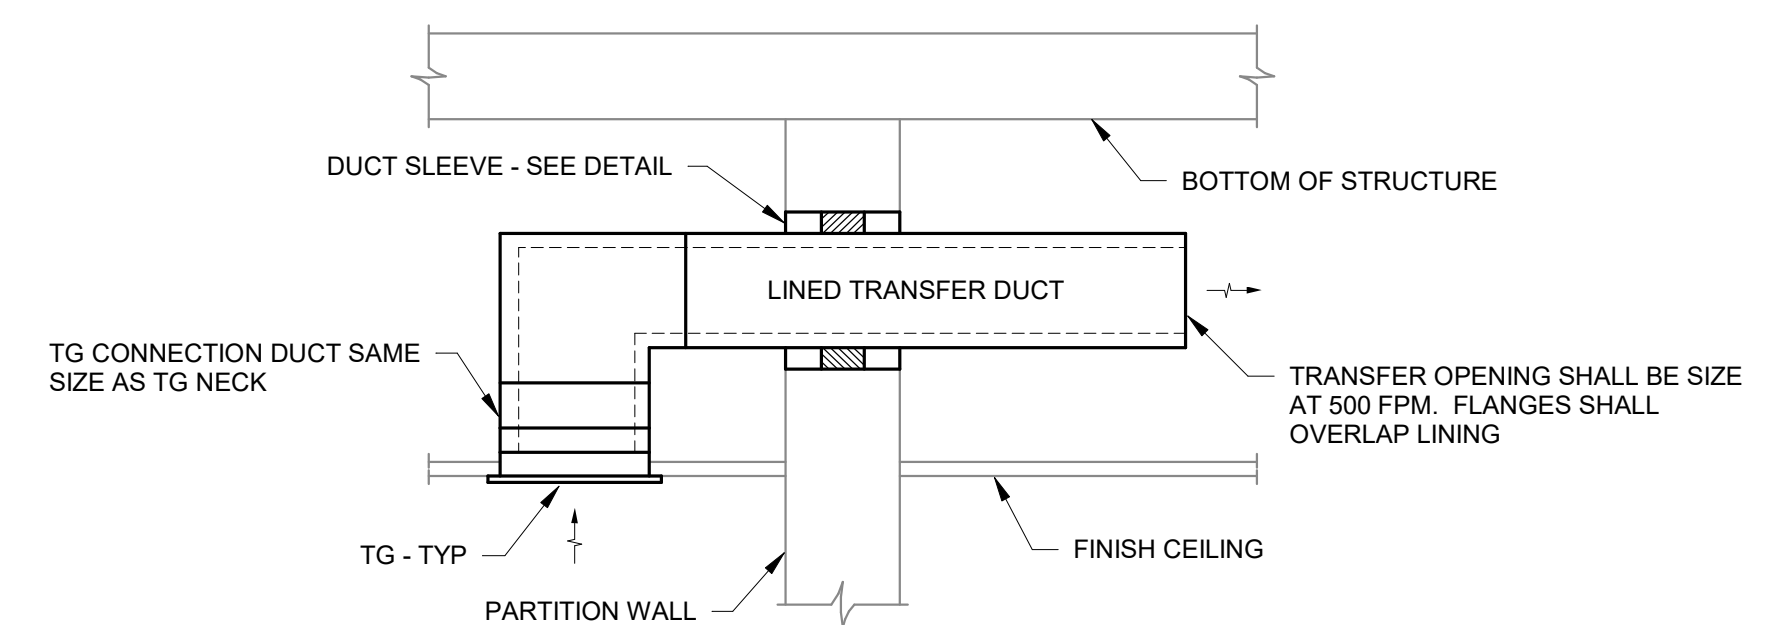 DUCT SLEEVE - SEE DETAIL
BOTTOM OF STRUCTURE
LINED TRANSFER DUCT
TG CONNECTION DUCT SAME
SIZE AS TG NECK
TRANSFER OPENING SHALL BE SIZE
AT 500 FPM. FLANGES SHALL
OVERLAP LINING
TG - TYP
FINISH CEILING
PARTITION WALL